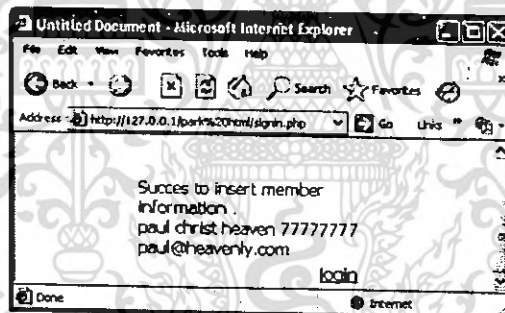 Untitled Document - Microsoft Internet Explorer
File Edit View Favorites Tools Help
Back Search Favorites
Address http://127.0.0.1/park%20html/signin.php Go Links »
Succes to insert member
information .
paul christ heaven 77777777
paul@heavenly.com
login
Done Internet